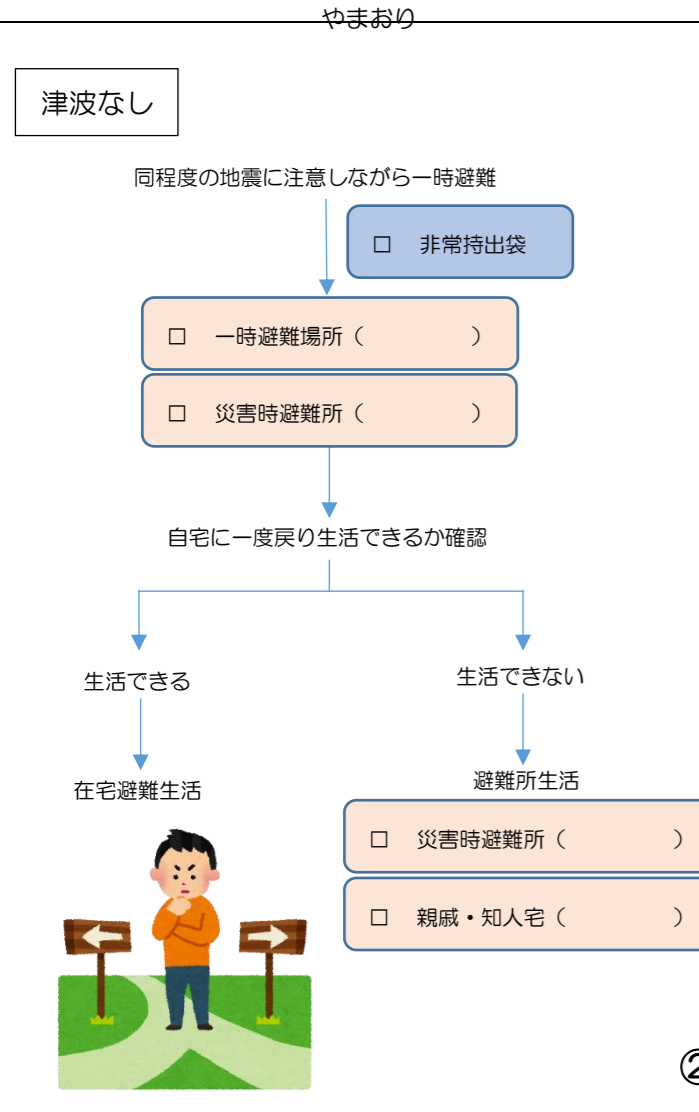 やまおり
津波なし
同程度の地震に注意しながら一時避難
□ 非常持出袋
□ 一時避難場所（　　　　　）
□ 災害時避難所（　　　　　）
自宅に一度戻り生活できるか確認
生活できる
生活できない
在宅避難生活
避難所生活
□ 災害時避難所（　　　　　）
□ 親戚・知人宅（　　　　　）
②